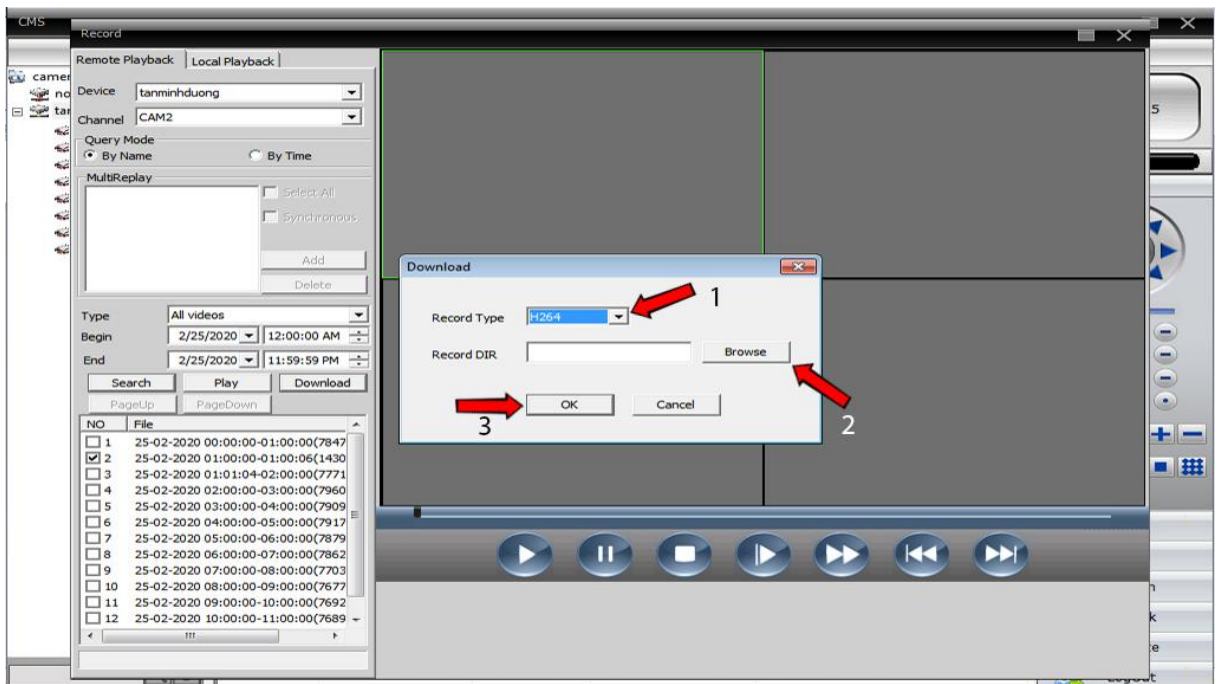 CMS
Record
Remote Playback Local Playback
Device tanminhduong
Channel CAM2
Query Mode
By Name By Time
MultiReplay
Select All
Synchronous
Add
Delete
Type All videos
Begin 2/25/2020 12:00:00 AM
End 2/25/2020 11:59:59 PM
Search Play Download
PageUp PageDown
NO File
1 25-02-2020 00:00:00-01:00:00(7847
2 25-02-2020 01:00:00-01:00:06(1430
3 25-02-2020 01:01:04-02:00:00(7771
4 25-02-2020 02:00:00-03:00:00(7960
5 25-02-2020 03:00:00-04:00:00(7909
6 25-02-2020 04:00:00-05:00:00(7917
7 25-02-2020 05:00:00-06:00:00(7879
8 25-02-2020 06:00:00-07:00:00(7862
9 25-02-2020 07:00:00-08:00:00(7703
10 25-02-2020 08:00:00-09:00:00(7677
11 25-02-2020 09:00:00-10:00:00(7692
12 25-02-2020 10:00:00-11:00:00(7689
Download
Record Type H264
1
Record DIR Browse
2
OK Cancel
3
5